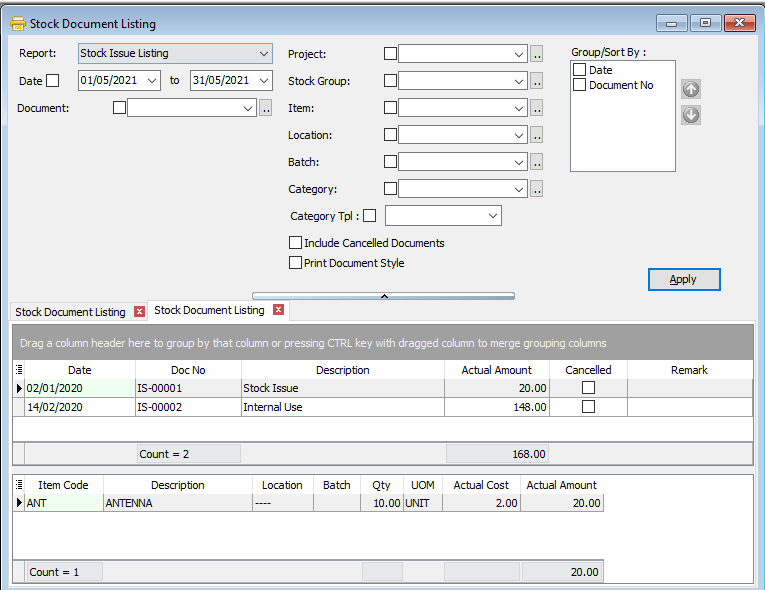 Stock Document Listing
Report: Stock Issue Listing
Date 01/05/2021 to 31/05/2021
Document: ..
Project: ..
Stock Group: ..
Item: ..
Location: ..
Batch: ..
Category: ..
Category Tpl :
Include Cancelled Documents
Print Document Style
Group/Sort By :
Date
Document No
Apply
Stock Document Listing Stock Document Listing
Drag a column header here to group by that column or pressing CTRL key with dragged column to merge grouping columns
Date Doc No Description Actual Amount Cancelled Remark
02/01/2020 IS-00001 Stock Issue 20.00
14/02/2020 IS-00002 Internal Use 148.00
Count = 2 168.00
Item Code Description Location Batch Qty UOM Actual Cost Actual Amount
ANT ANTENNA ---- 10.00 UNIT 2.00 20.00
Count = 1 20.00